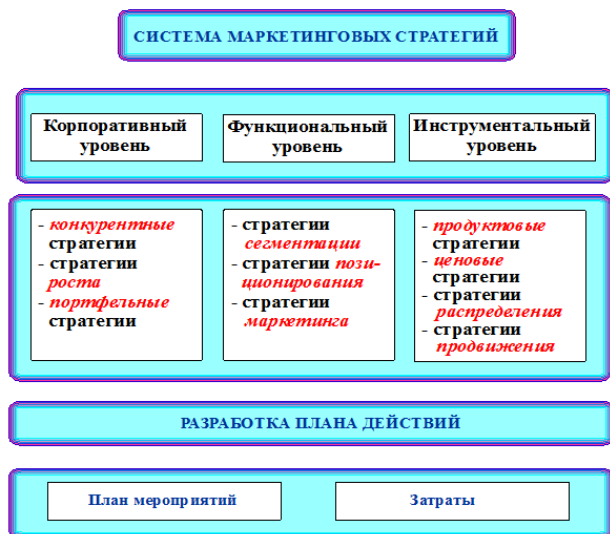 СИСТЕМА МАРКЕТИНГОВЫХ СТРАТЕГИЙ
Корпоративный
уровень
Функциональный
уровень
Инструментальный
уровень
- конкурентные
стратегии
- стратегии
роста
- портфельные
стратегии
- стратегии
сегментации
- стратегии пози-
ционирования
- стратегии
маркетинга
- продуктовые
стратегии
- ценовые
стратегии
- стратегии
распределения
- стратегии
продвижения
РАЗРАБОТКА ПЛАНА ДЕЙСТВИЙ
План мероприятий
Затраты